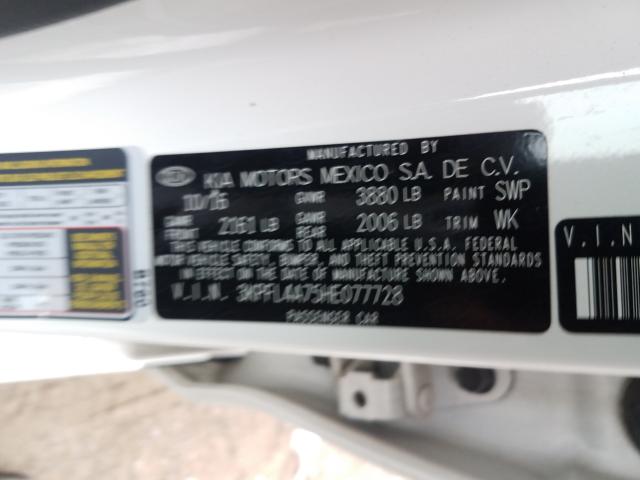 MANUFACTURED BY
KIA MOTORS MEXICO S.A. DE C.V.
10/16 GVWR 3880 LB PAINT SWP
GAWR FRONT 2161 LB GAWR REAR 2006 LB TRIM WK
THIS VEHICLE CONFORMS TO ALL APPLICABLE U.S.A. FEDERAL
MOTOR VEHICLE SAFETY, BUMPER, AND THEFT PREVENTION STANDARDS
IN EFFECT ON THE DATE OF MANUFACTURE SHOWN ABOVE.
V.I.N. 3KPFL4A75HE077728
PASSENGER CAR
V.I.N